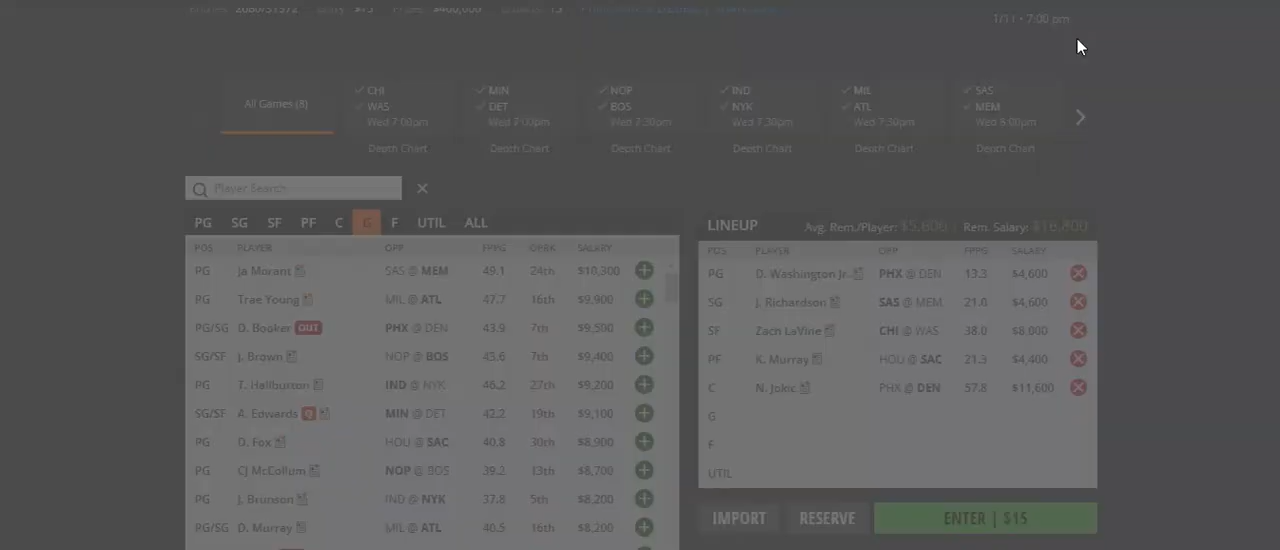 1/11 • 7:00 pm
All Games (8)
CHI WAS Wed 7:00pm
MIN DET Wed 7:00pm
NOP BOS Wed 7:30pm
IND NYK Wed 7:30pm
MIL ATL Wed 7:30pm
SAS MEM Wed 8:00pm
Depth Chart Depth Chart Depth Chart Depth Chart Depth Chart Depth Chart
Player Search
PG SG SF PF C G F UTIL ALL
POS PLAYER OPP FPPG OPRK SALARY
PG Ja Morant SAS @ MEM 49.1 24th $10,300
PG Trae Young MIL @ ATL 47.7 16th $9,900
PG/SG D. Booker OUT PHX @ DEN 43.9 7th $9,500
SG/SF J. Brown NOP @ BOS 43.6 7th $9,400
PG T. Haliburton IND @ NYK 46.2 27th $9,200
SG/SF A. Edwards Q MIN @ DET 42.2 19th $9,100
PG D. Fox HOU @ SAC 40.8 30th $8,900
PG CJ McCollum NOP @ BOS 39.2 13th $8,700
PG J. Brunson IND @ NYK 37.8 5th $8,200
PG/SG D. Murray MIL @ ATL 40.5 16th $8,200
LINEUP Avg. Rem./Player: $5,600 Rem. Salary: $16,800
POS PLAYER OPP FPPG SALARY
PG D. Washington Jr. PHX @ DEN 13.3 $4,600
SG J. Richardson SAS @ MEM 21.0 $4,600
SF Zach LaVine CHI @ WAS 38.0 $8,000
PF K. Murray HOU @ SAC 21.3 $4,400
C N. Jokic PHX @ DEN 57.8 $11,600
G
F
UTIL
IMPORT RESERVE ENTER | $15